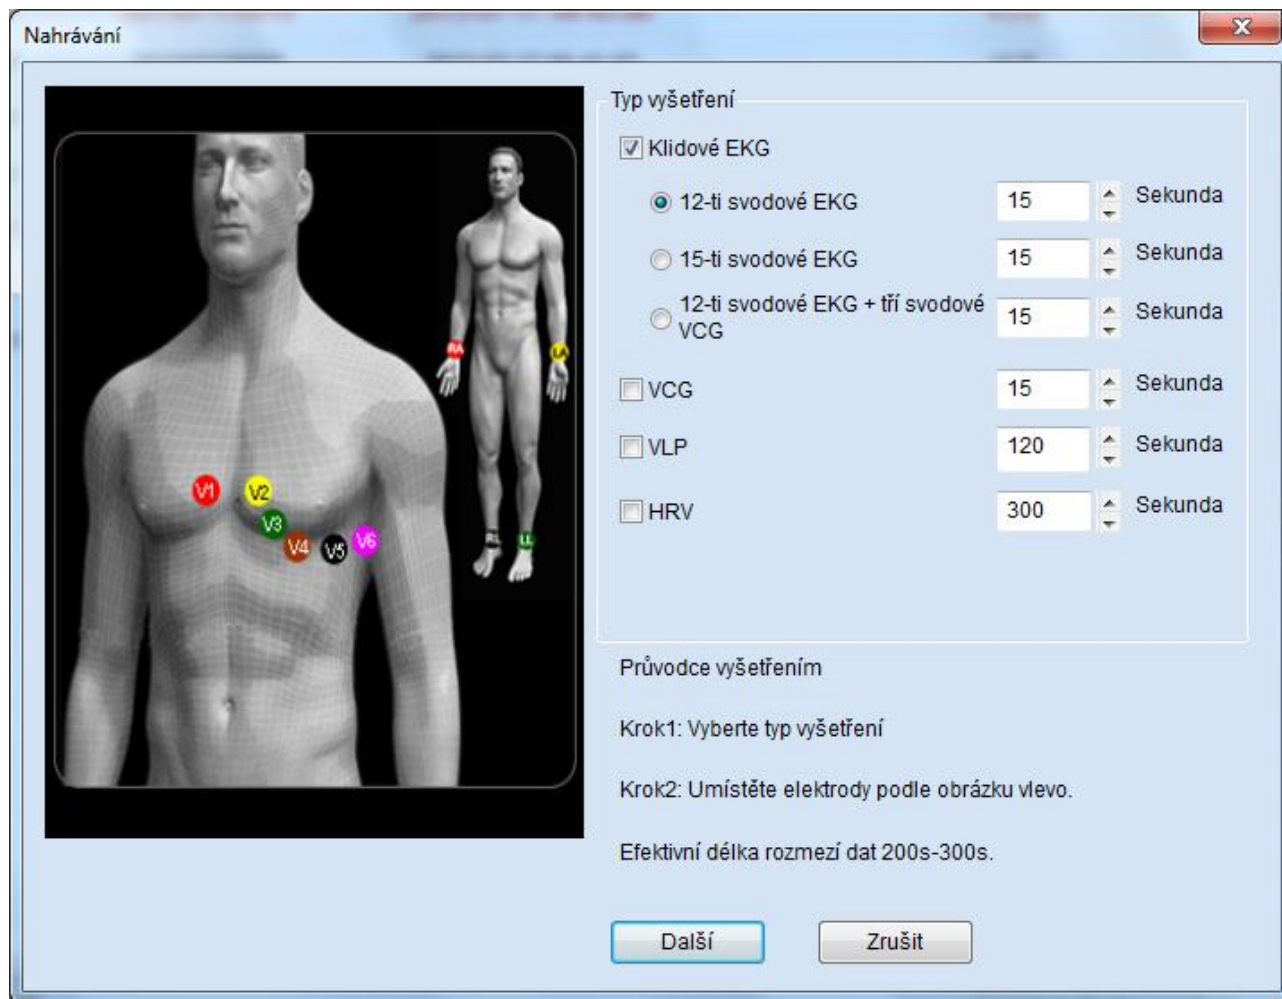 Nahrávání
Typ vyšetření
Klidové EKG
12-ti svodové EKG 15 Sekunda
15-ti svodové EKG 15 Sekunda
12-ti svodové EKG + tří svodové
VCG 15 Sekunda
VCG 15 Sekunda
VLP 120 Sekunda
HRV 300 Sekunda
RA LA
V1 V2
V3
V4 V5 V6
RL LL
Průvodce vyšetřením
Krok1: Vyberte typ vyšetření
Krok2: Umístěte elektrody podle obrázku vlevo.
Efektivní délka rozmezí dat 200s-300s.
Další Zrušit